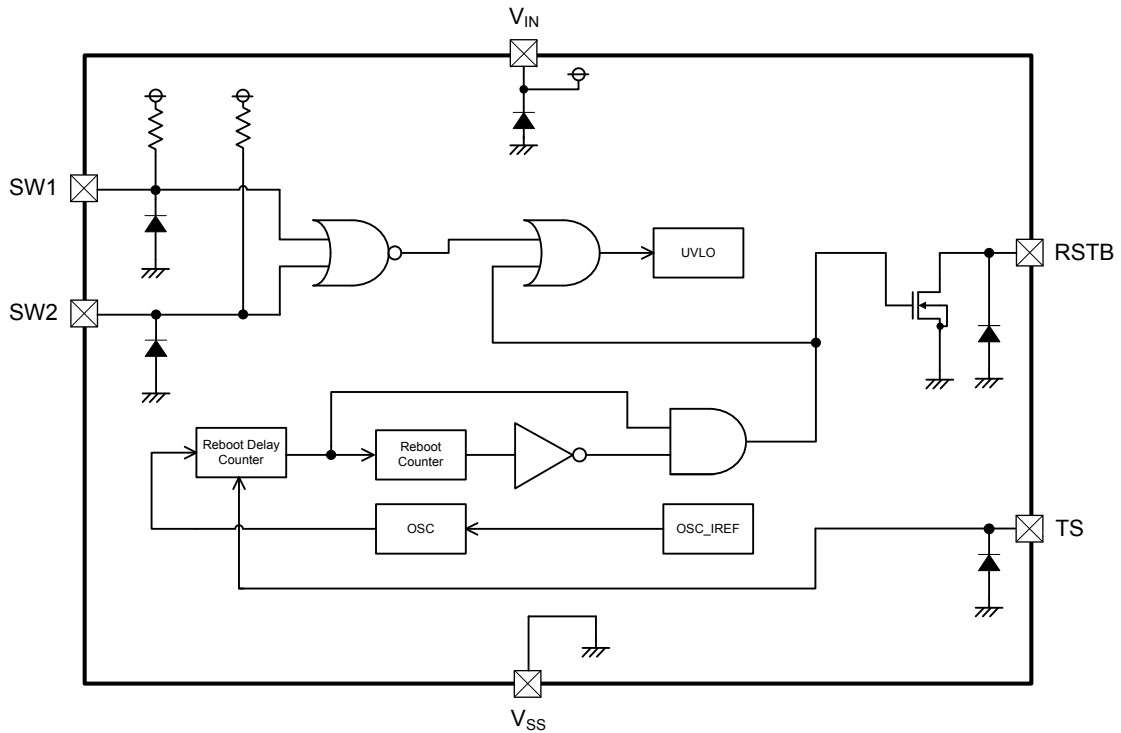 VIN
SW1
UVLO
RSTB
SW2
Reboot Delay
Counter
Reboot
Counter
OSC
OSC_IREF
TS
VSS